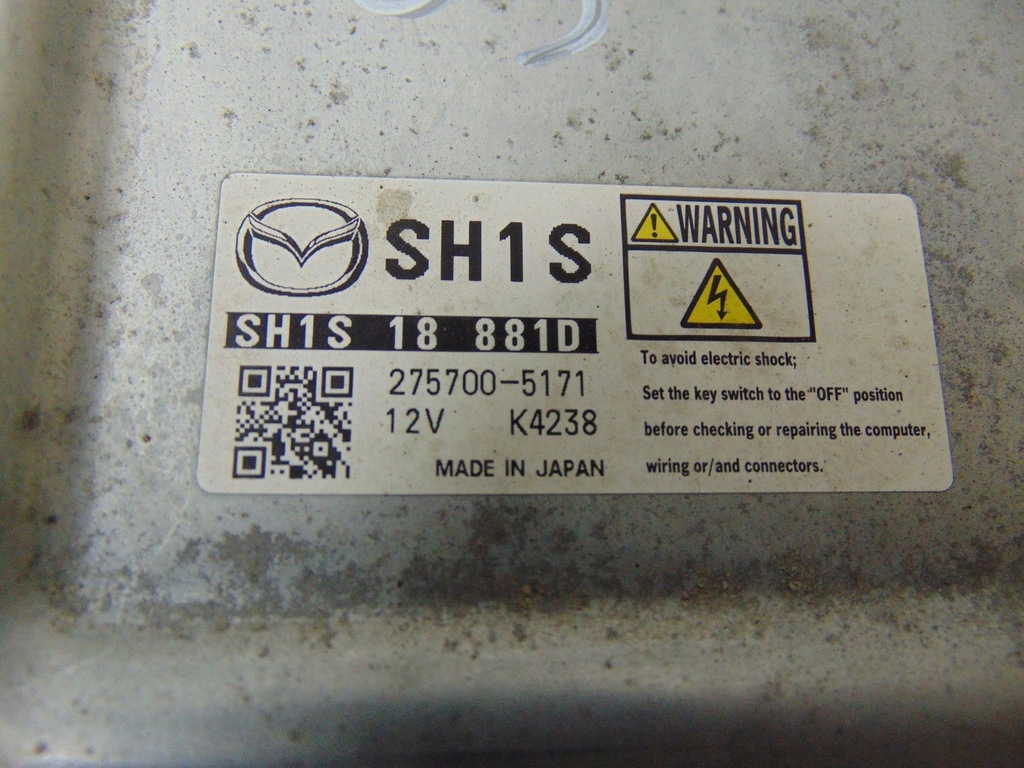 SH1S
SH1S 18 881D
275700-5171
12V K4238
MADE IN JAPAN
WARNING
To avoid electric shock;
Set the key switch to the "OFF" position
before checking or repairing the computer,
wiring or/and connectors.